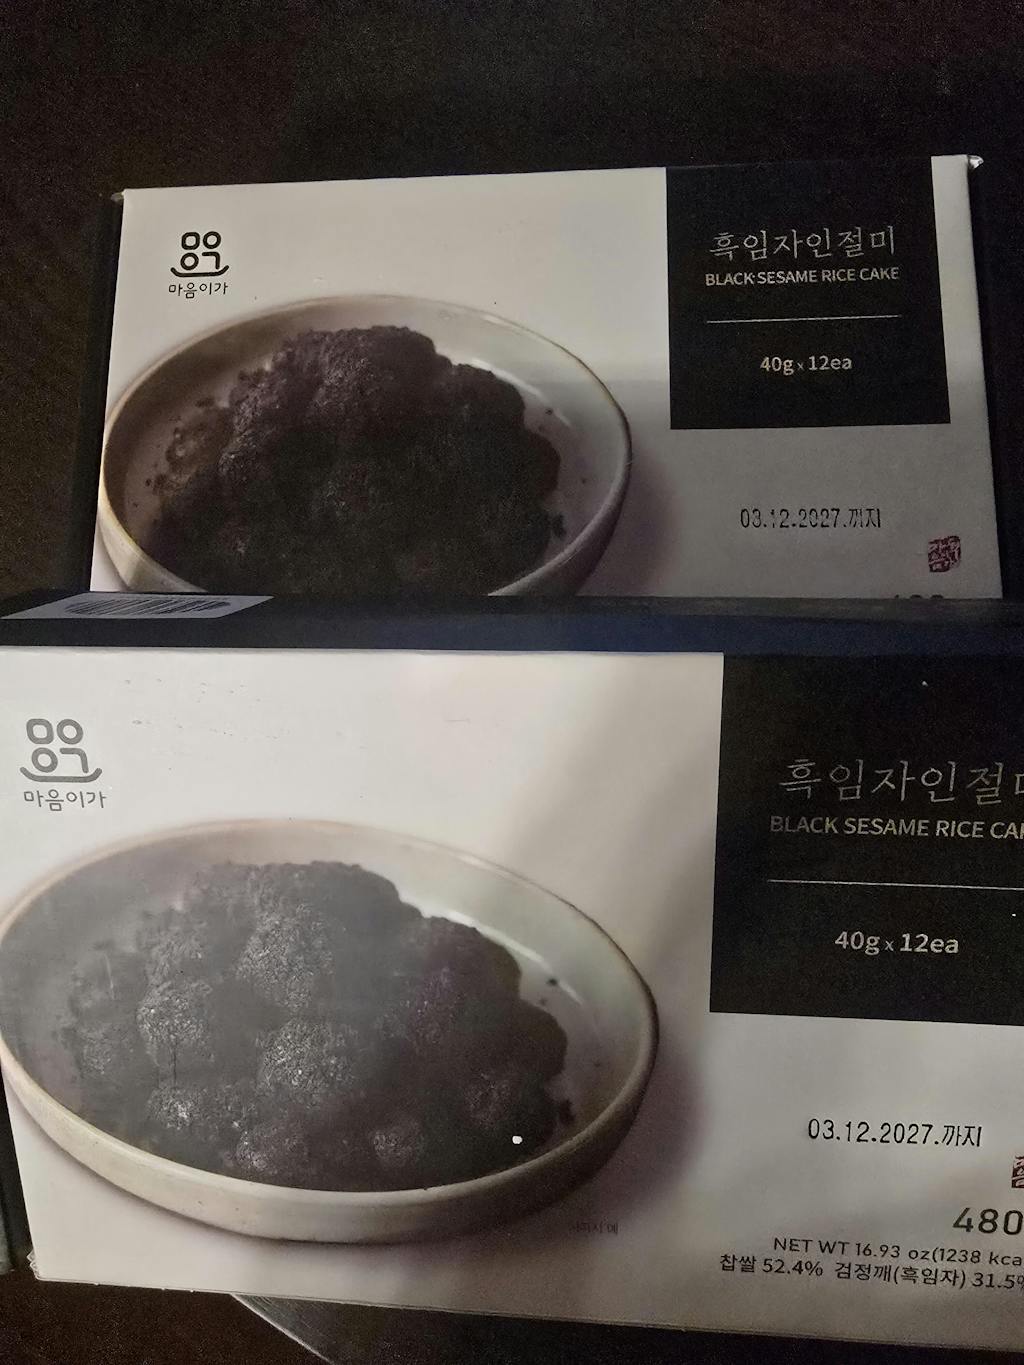 마음이가
흑임자인절미
BLACK SESAME RICE CAKE
40g x 12ea
03.12.2027.까지
마음이가
흑임자인절
BLACK SESAME RICE
40g x 12ea
03.12.2027.까지
480
NET WT 16.93 oz(1238 kca
찹쌀 52.4% 검정깨(흑임자) 31.5%